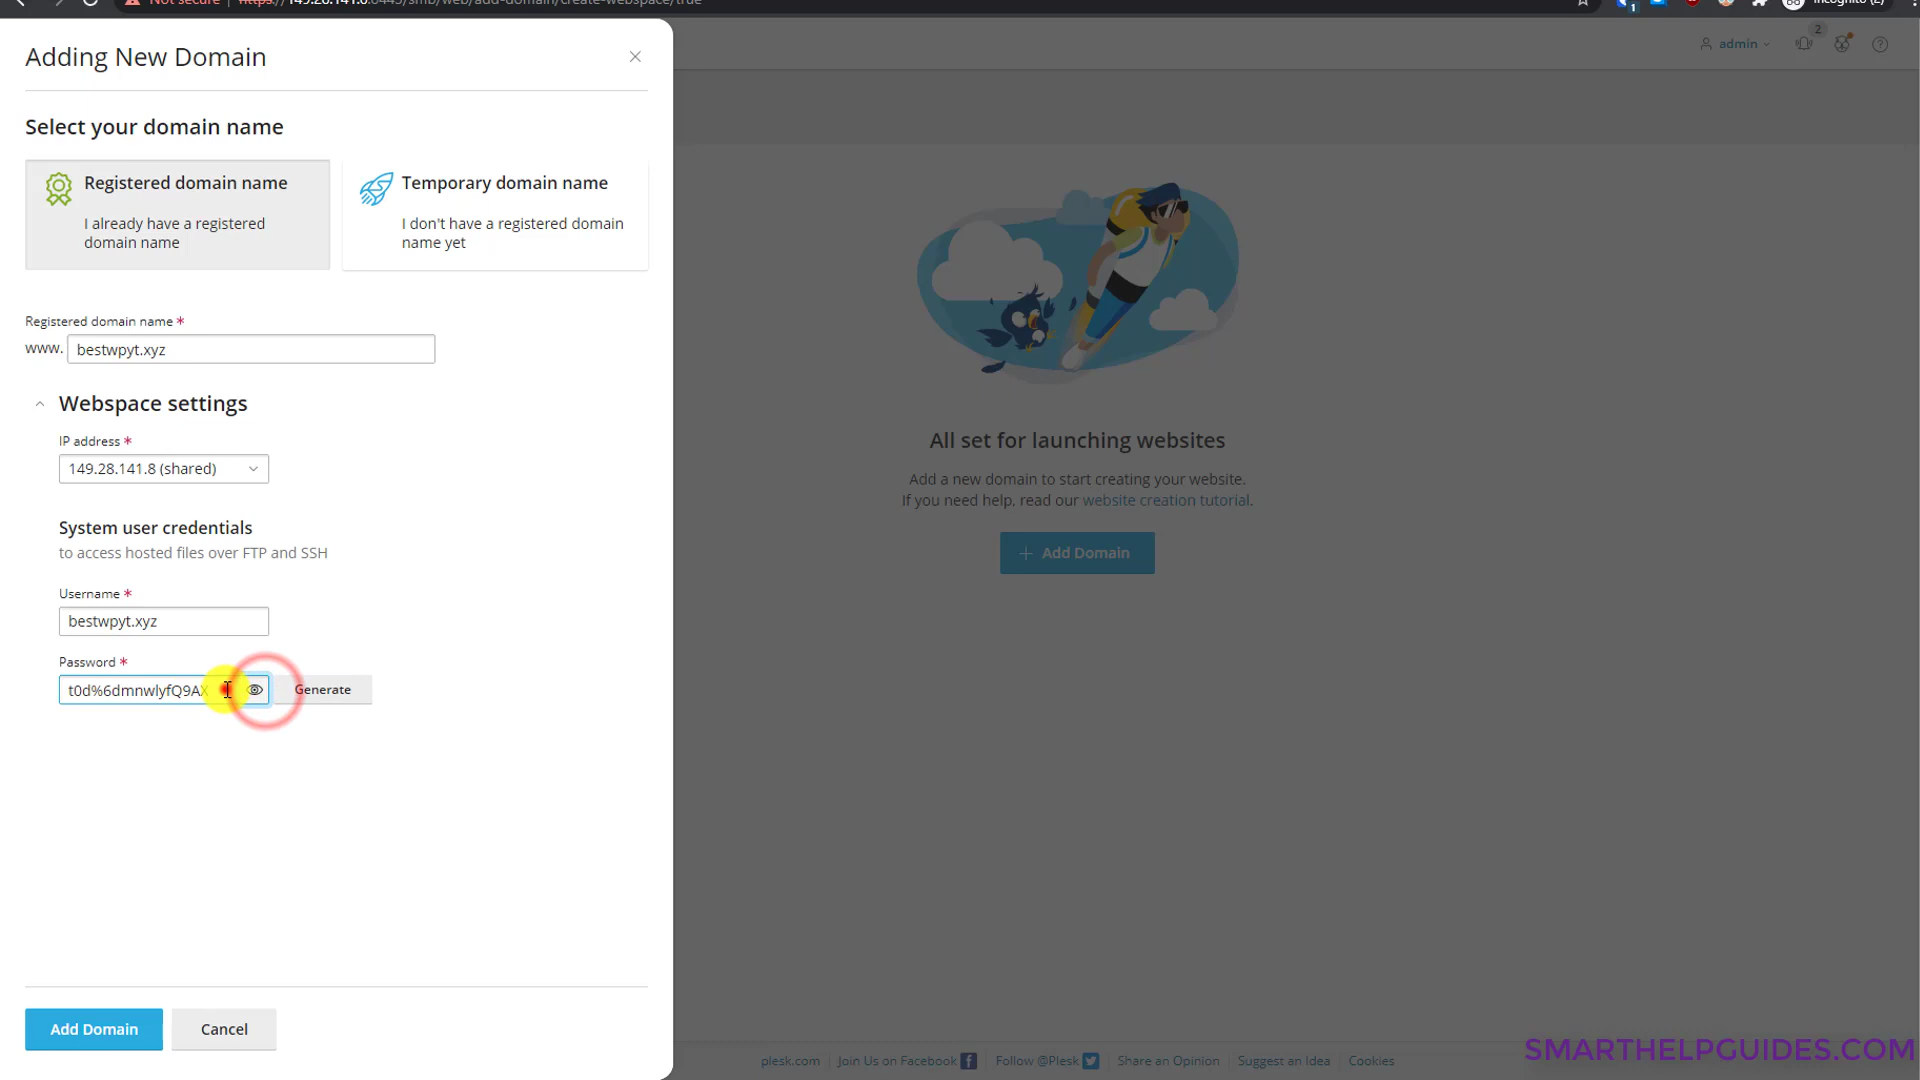 Not secure | https://149.28.141.8:8443/smb/web/add-domain/create-webspace/true
1
Incognito (2)
Adding New Domain
admin
2
Select your domain name
Registered domain name
I already have a registered
domain name
Temporary domain name
I don't have a registered domain
name yet
Registered domain name *
www. bestwpyt.xyz
Webspace settings
IP address *
149.28.141.8 (shared)
System user credentials
to access hosted files over FTP and SSH
Username *
bestwpyt.xyz
Password *
t0d%6dmnwlyfQ9AX
Generate
All set for launching websites
Add a new domain to start creating your website.
If you need help, read our website creation tutorial.
+ Add Domain
Add Domain
Cancel
plesk.com
Join Us on Facebook
Follow @Plesk
Share an Opinion
Suggest an Idea
Cookies
SMARTHELPGUIDES.COM